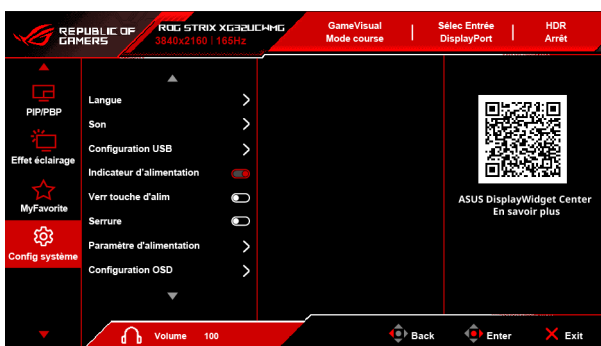 REPUBLIC OF
GAMERS
ROG STRIX XG32UCWMG
3840x2160 | 165Hz
GameVisual
Mode course
Sélec Entrée
DisplayPort
HDR
Arrêt
PIP/PBP
Effet éclairage
MyFavorite
Config système
Langue
Son
Configuration USB
Indicateur d'alimentation
Verr touche d'alim
Serrure
Paramètre d'alimentation
Configuration OSD
ASUS DisplayWidget Center
En savoir plus
Volume 100
Back
Enter
Exit